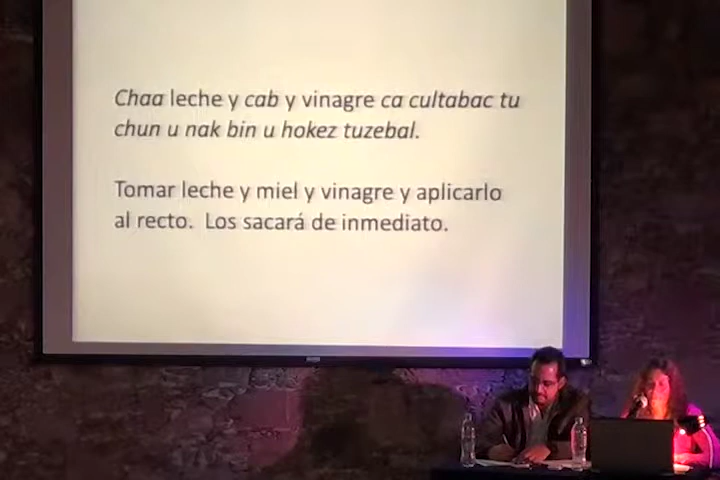 Chaa leche y cab y vinagre ca cultabac tu
chun u nak bin u hokez tuzebal.
Tomar leche y miel y vinagre y aplicarlo
al recto. Los sacará de inmediato.